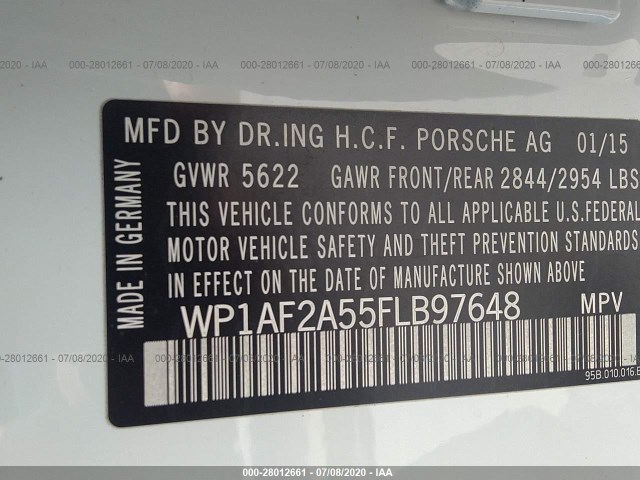 000-28012661 - 07/08/2020 - IAA
MFD BY DR.ING H.C.F. PORSCHE AG 01/15
GVWR 5622 GAWR FRONT/REAR 2844/2954 LBS
THIS VEHICLE CONFORMS TO ALL APPLICABLE U.S.FEDERAL
MOTOR VEHICLE SAFETY AND THEFT PREVENTION STANDARDS
IN EFFECT ON THE DATE OF MANUFACTURE SHOWN ABOVE
WP1AF2A55FLB97648 MPV
MADE IN GERMANY
95B.010.016.E
000-28012661 - 07/08/2020 - IAA